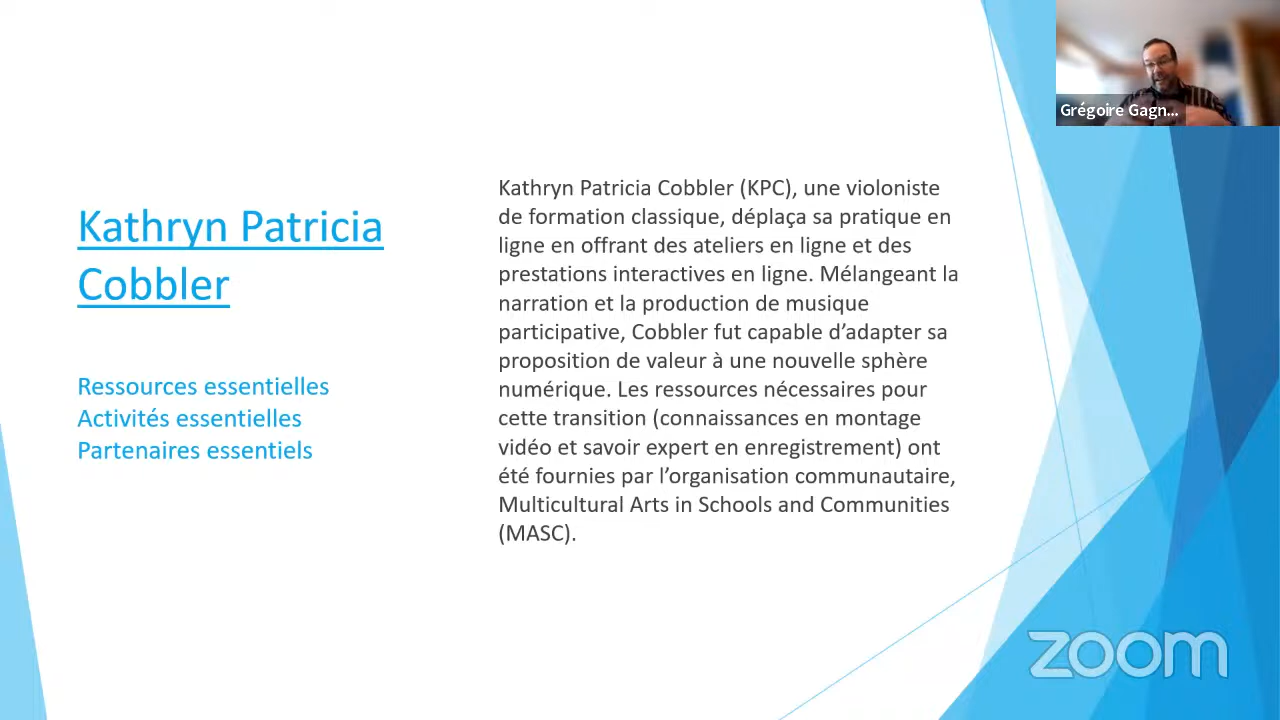 Grégoire Gagn...
Kathryn Patricia
Cobbler
Ressources essentielles
Activités essentielles
Partenaires essentiels
Kathryn Patricia Cobbler (KPC), une violoniste
de formation classique, déplaça sa pratique en
ligne en offrant des ateliers en ligne et des
prestations interactives en ligne. Mélangeant la
narration et la production de musique
participative, Cobbler fut capable d’adapter sa
proposition de valeur à une nouvelle sphère
numérique. Les ressources nécessaires pour
cette transition (connaissances en montage
vidéo et savoir expert en enregistrement) ont
été fournies par l’organisation communautaire,
Multicultural Arts in Schools and Communities
(MASC).
zoom